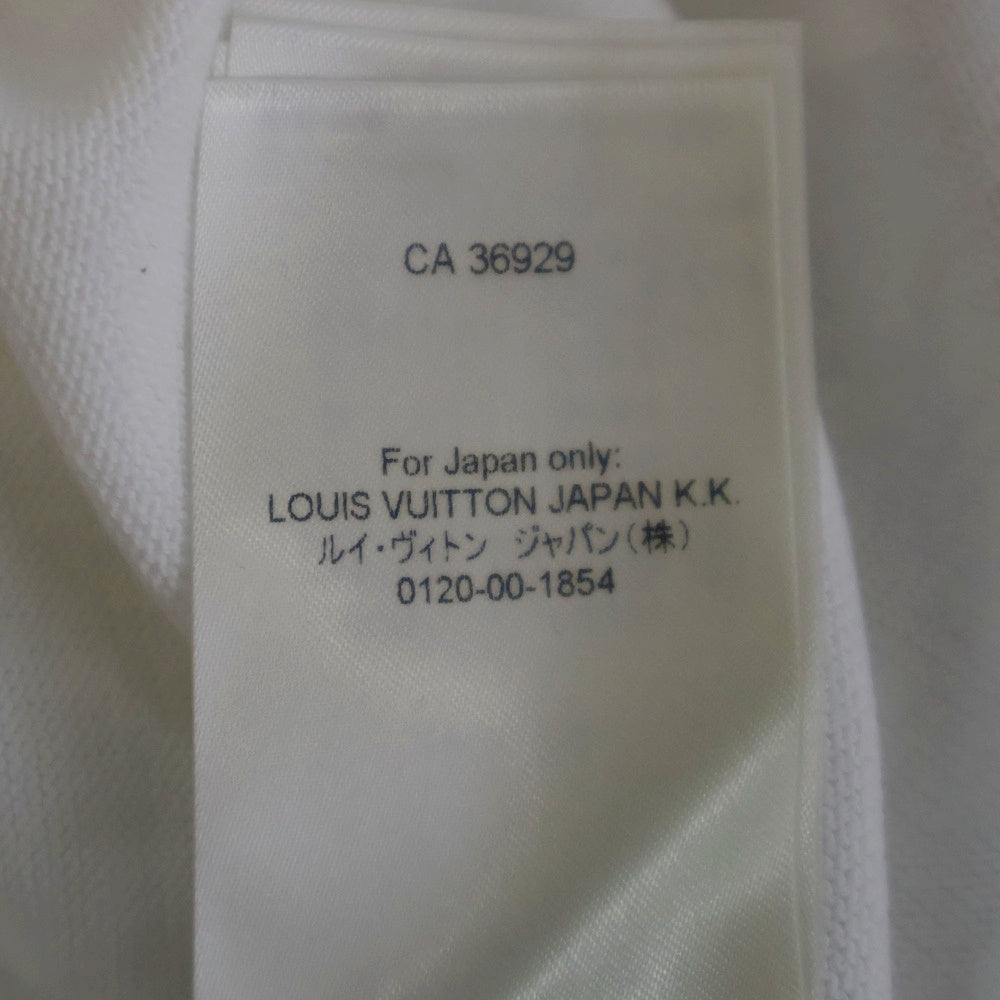 CA 36929
For Japan only:
LOUIS VUITTON JAPAN K.K.
ルイ・ヴィトン　ジャパン（株）
0120-00-1854